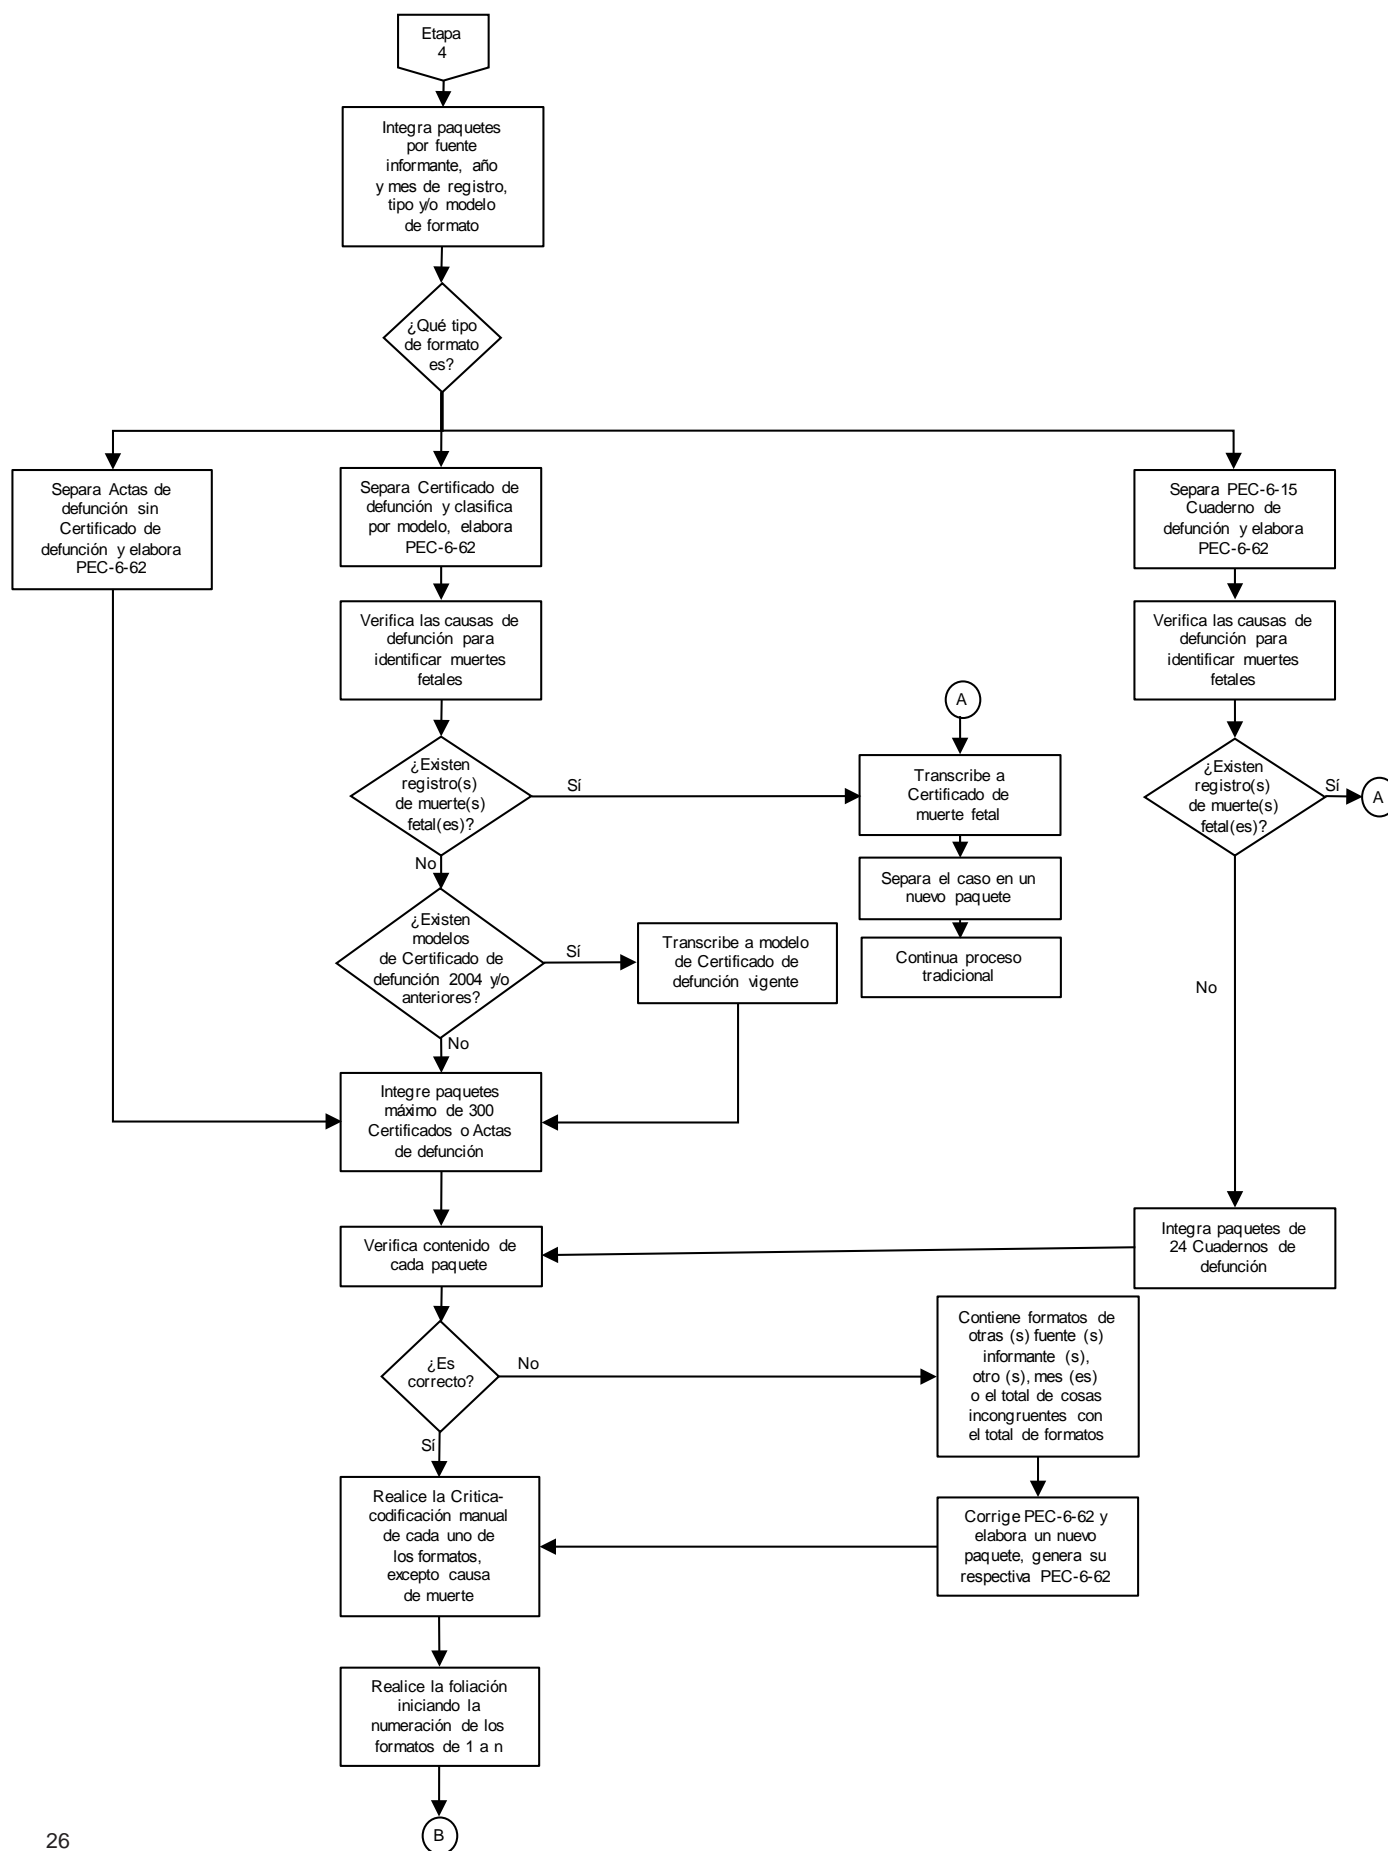 Etapa
4
Integra paquetes
por fuente
informante, año
y mes de registro,
tipo y/o modelo
de formato
¿Qué tipo
de formato
es?
Separa Actas de
defunción sin
Certificado de
defunción y elabora
PEC-6-62
Separa Certificado de
defunción y clasifica
por modelo, elabora
PEC-6-62
Separa PEC-6-15
Cuaderno de
defunción y elabora
PEC-6-62
Verifica las causas de
defunción para
identificar muertes
fetales
Verifica las causas de
defunción para
identificar muertes
fetales
A
¿Existen
registro(s)
de muerte(s)
fetal(es)?
Sí
Transcribe a
Certificado de
muerte fetal
¿Existen
registro(s)
de muerte(s)
fetal(es)?
Sí
A
No
Separa el caso en un
nuevo paquete
¿Existen
modelos
de Certificado de
defunción 2004 y/o
anteriores?
Sí
Transcribe a modelo
de Certificado de
defunción vigente
Continua proceso
tradicional
No
No
Integre paquetes
máximo de 300
Certificados o Actas
de defunción
Verifica contenido de
cada paquete
Integra paquetes de
24 Cuadernos de
defunción
¿Es
correcto?
No
Contiene formatos de
otras (s) fuente (s)
informante (s),
otro (s), mes (es)
o el total de cosas
incongruentes con
el total de formatos
Sí
Realice la Critica-
codificación manual
de cada uno de
los formatos,
excepto causa
de muerte
Corrige PEC-6-62 y
elabora un nuevo
paquete, genera su
respectiva PEC-6-62
Realice la foliación
iniciando la
numeración de los
formatos de 1 a n
B
26